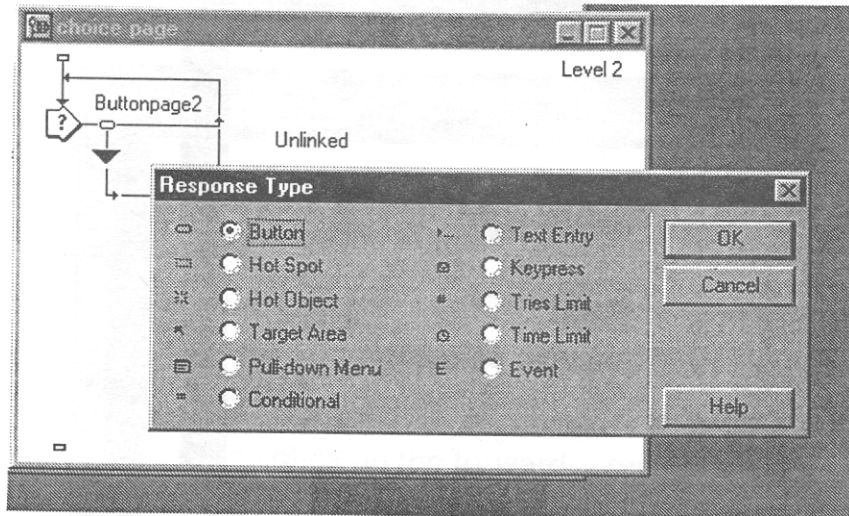 choice page
Level 2
Buttonpage2
?
Unlinked
Response Type
Button
Hot Spot
Hot Object
Target Area
Pull-down Menu
Conditional
Text Entry
Keypress
Tries Limit
Time Limit
E Event
OK
Cancel
Help